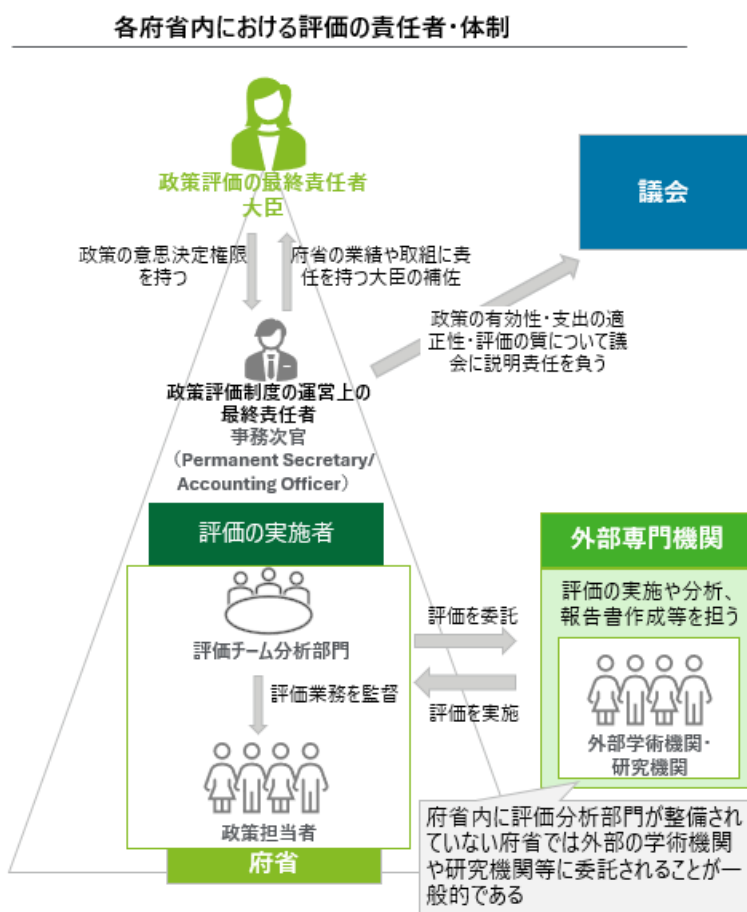 各府省内における評価の責任者・体制
政策評価の最終責任者
大臣
議会
政策の意思決定権限
を持つ
府省の業績や取組に責
任を持つ大臣の補佐
政策の有効性・支出の適
正性・評価の質について議
会に説明責任を負う
政策評価制度の運営上の
最終責任者
事務次官
（Permanent Secretary/
Accounting Officer）
評価の実施者
評価チーム分析部門
評価業務を監督
政策担当者
府省
評価を委託
評価を実施
外部専門機関
評価の実施や分析、
報告書作成等を担う
外部学術機関・
研究機関
府省内に評価分析部門が整備され
ていない府省では外部の学術機関
や研究機関等に委託されることが一
般的である